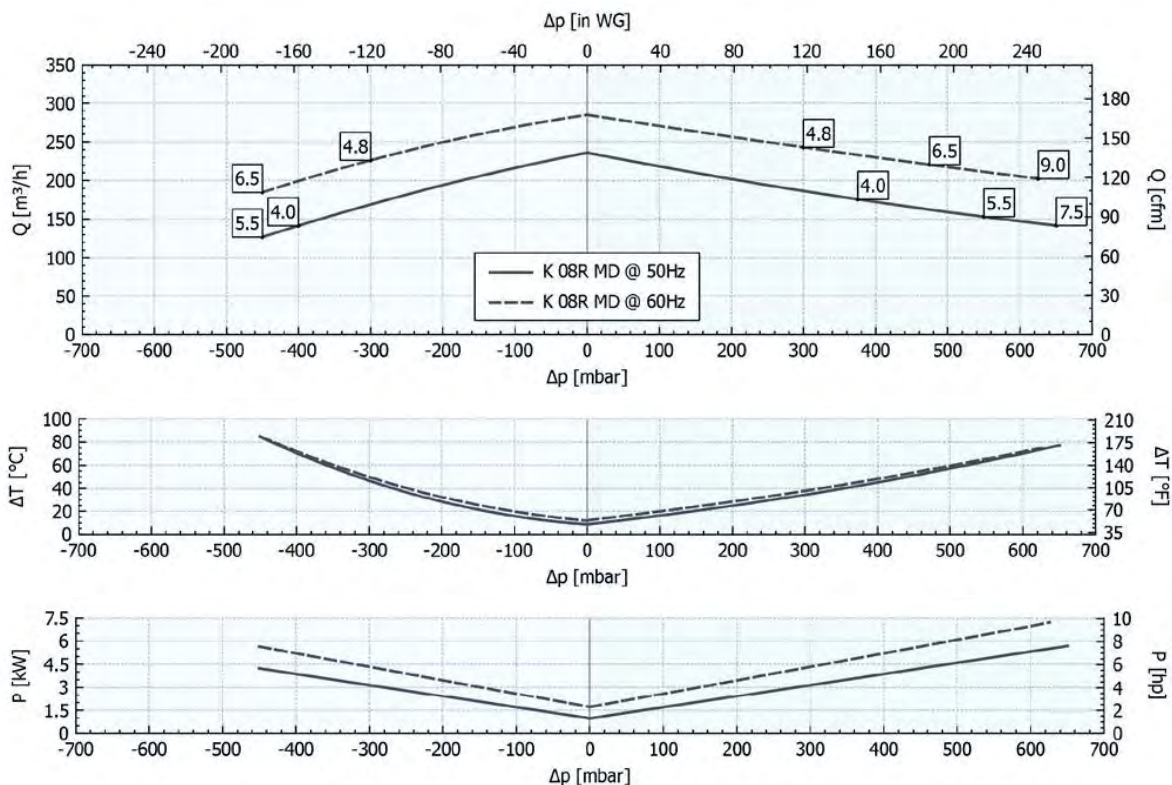 Δp [in WG]
-240 -200 -160 -120 -80 -40 0 40 80 120 160 200 240
350
300
250
200
150
100
50
0
Q [m³/h]
180
150
120
90
60
30
0
Q [cfm]
6.5 4.8 4.8 6.5 9.0
5.5 4.0 4.0 5.5 7.5
K 08R MD @ 50Hz
K 08R MD @ 60Hz
-700 -600 -500 -400 -300 -200 -100 0 100 200 300 400 500 600 700
Δp [mbar]
100
80
60
40
20
0
ΔT [°C]
210
175
140
105
70
35
ΔT [°F]
-700 -600 -500 -400 -300 -200 -100 0 100 200 300 400 500 600 700
Δp [mbar]
7.5
6
4.5
3
1.5
0
P [kW]
10
8
6
4
2
0
P [hp]
-700 -600 -500 -400 -300 -200 -100 0 100 200 300 400 500 600 700
Δp [mbar]